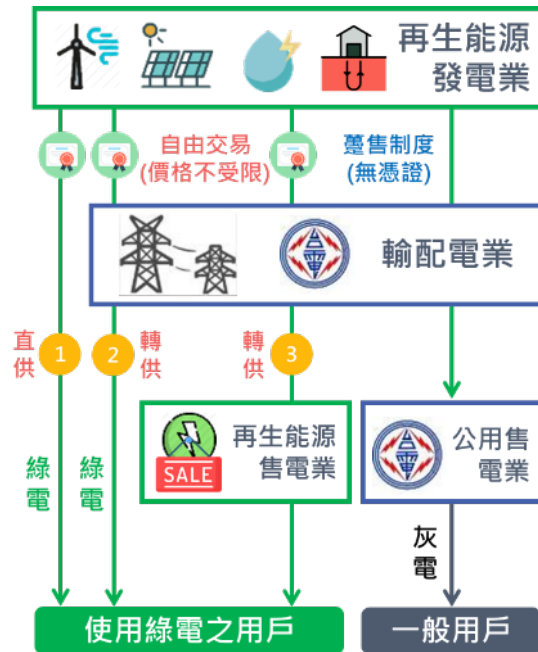 再生能源
發電業
自由交易
(價格不受限)
躉售制度
(無憑證)
輸配電業
直供
1
2
轉供
轉供
3
SALE
再生能源
售電業
公用售
電業
綠電
綠電
灰電
使用綠電之用戶
一般用戶